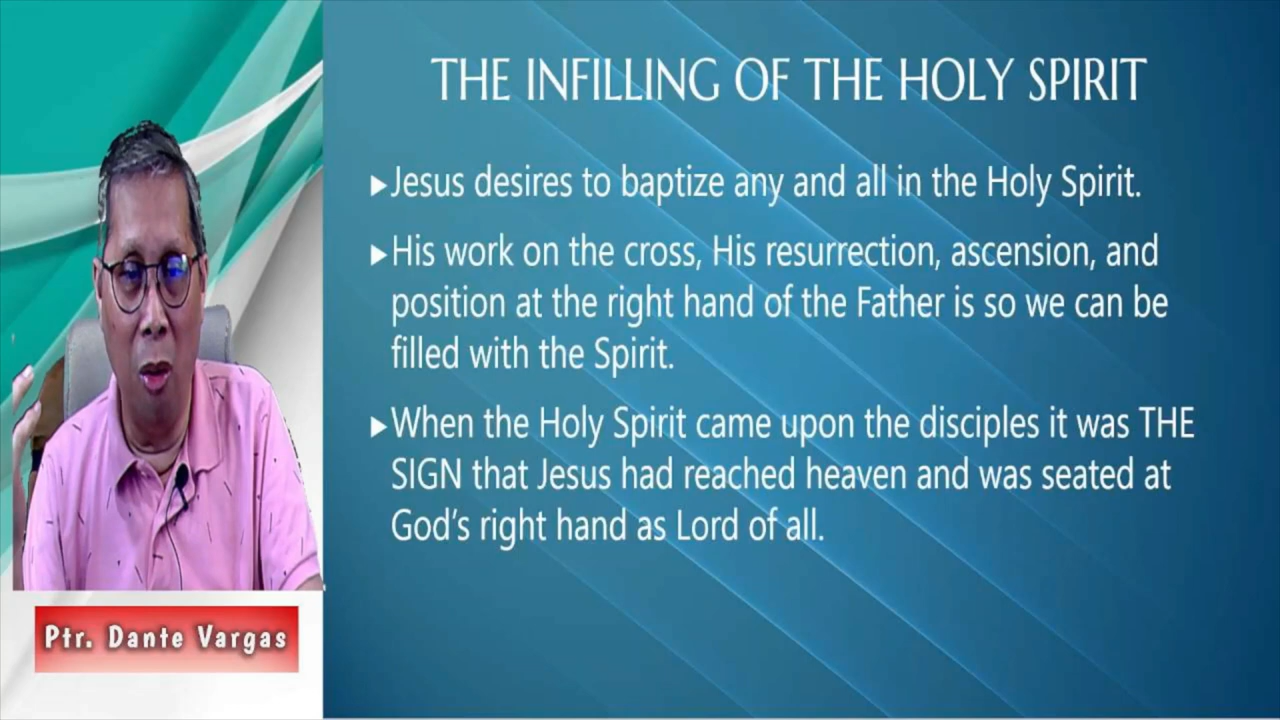 THE INFILLING OF THE HOLY SPIRIT
▶Jesus desires to baptize any and all in the Holy Spirit.
▶His work on the cross, His resurrection, ascension, and
position at the right hand of the Father is so we can be
filled with the Spirit.
▶When the Holy Spirit came upon the disciples it was THE
SIGN that Jesus had reached heaven and was seated at
God's right hand as Lord of all.
Ptr. Dante Vargas